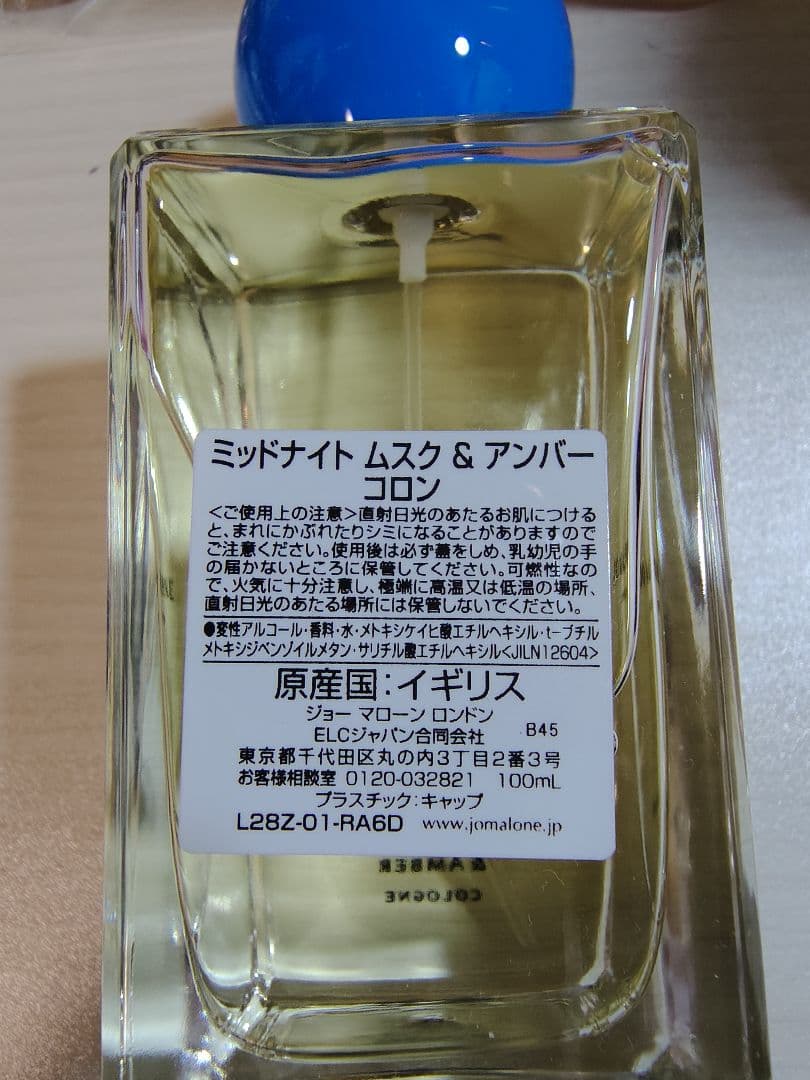 ミッドナイト ムスク & アンバー
コロン
<ご使用上の注意>直射日光のあたるお肌につける
と、まれにかぶれたりシミになることがありますので
ご注意ください。使用後は必ず蓋をしめ、乳幼児の手
の届かないところに保管してください。可燃性なの
で、火気に十分注意し、極端に高温又は低温の場所、
直射日光のあたる場所には保管しないでください。
●変性アルコール・香料・水・メトキシケイヒ酸エチルヘキシル・t-ブチル
メトキシジベンゾイルメタン・サリチル酸エチルヘキシル<JILN12604>
原産国:イギリス
ジョー マローン ロンドン
ELCジャパン合同会社 B45
東京都千代田区丸の内3丁目2番3号
お客様相談室 0120-032821 100mL
プラスチック:キャップ
L28Z-01-RA6D www.jomalone.jp
& AMBER
COLOGNE